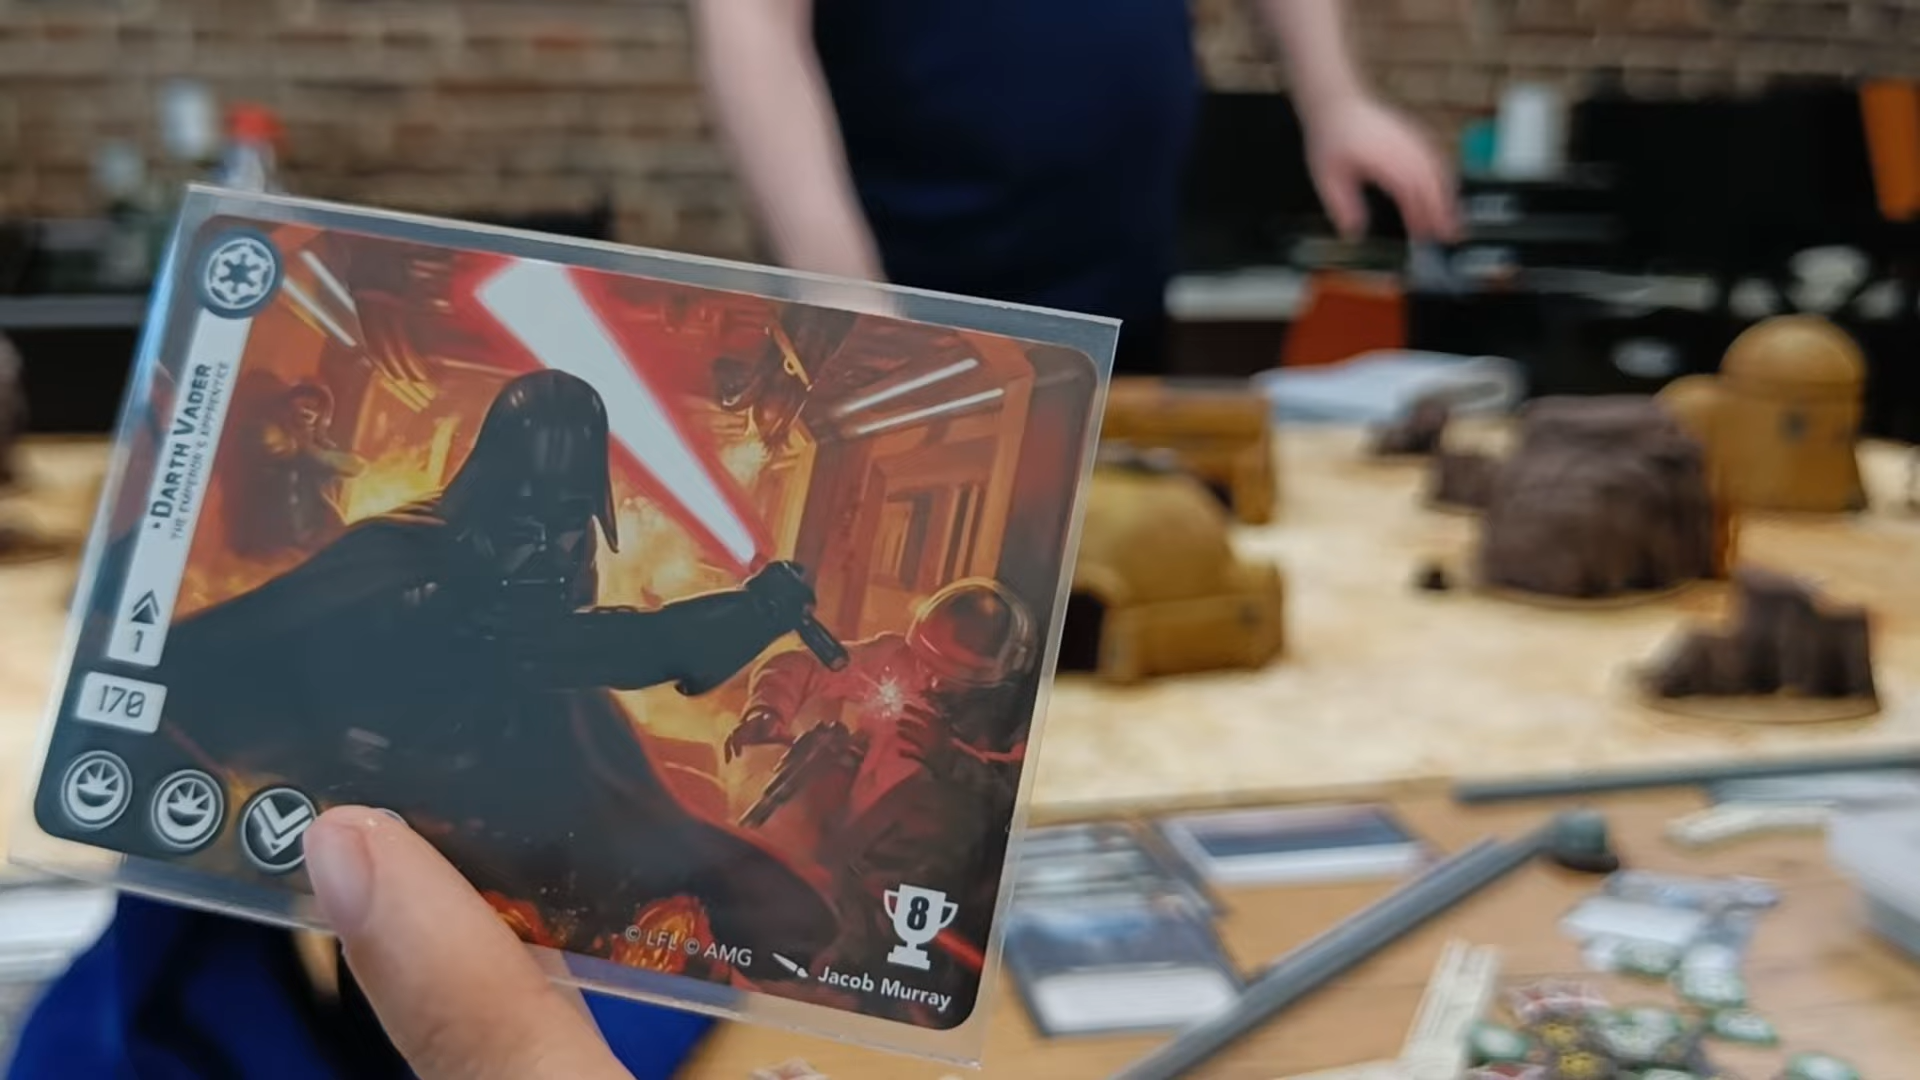 •DARTH VADER
THE EMPEROR'S APPRENTICE
1
170
8
© LFL © AMG
Jacob Murray